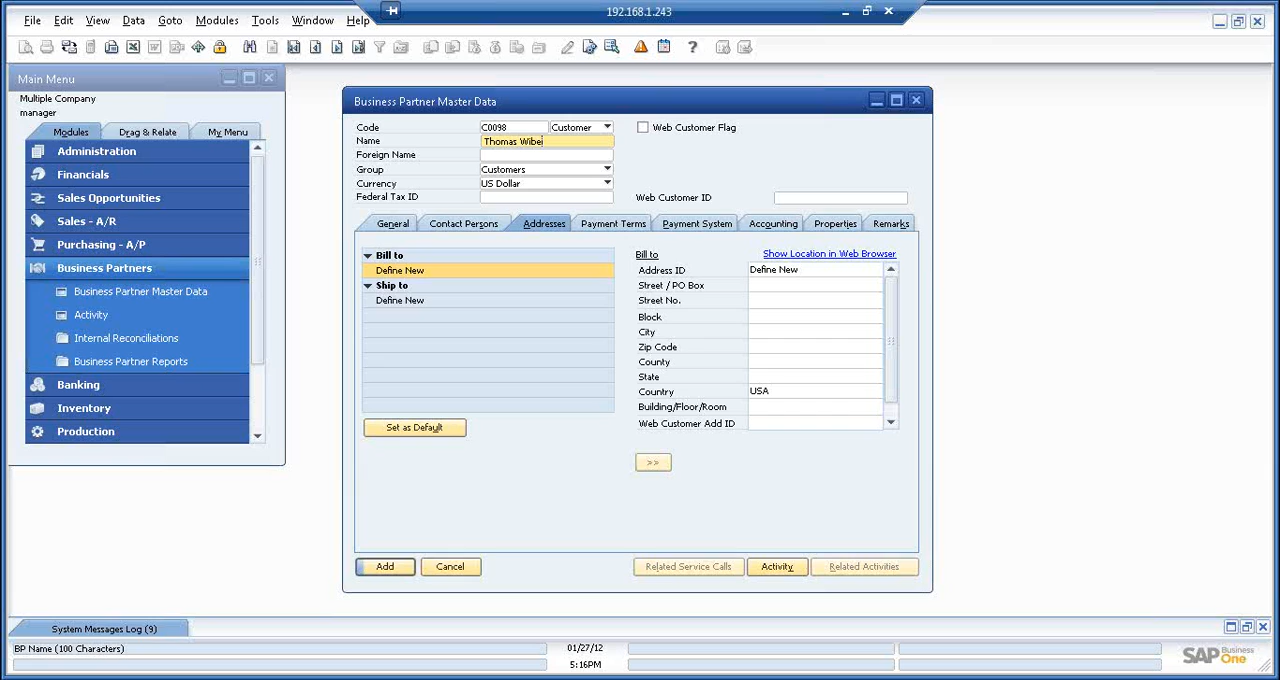 192.168.1.243
File Edit View Data Goto Modules Tools Window Help
?
Main Menu
Multiple Company
manager
Modules Drag & Relate My Menu
Administration
Financials
Sales Opportunities
Sales - A/R
Purchasing - A/P
Business Partners
Business Partner Master Data
Activity
Internal Reconciliations
Business Partner Reports
Banking
Inventory
Production
Business Partner Master Data
Code C0098 Customer Web Customer Flag
Name Thomas Wibei
Foreign Name
Group Customers
Currency US Dollar
Federal Tax ID Web Customer ID
General Contact Persons Addresses Payment Terms Payment System Accounting Properties Remarks
Bill to
Define New
Ship to
Define New
Set as Default
Bill to Show Location in Web Browser
Address ID Define New
Street / PO Box
Street No.
Block
City
Zip Code
County
State
Country USA
Building/Floor/Room
Web Customer Add ID
>>
Add Cancel Related Service Calls Activity Related Activities
System Messages Log (9)
BP Name (100 Characters) 01/27/12
5:16PM
SAP Business One